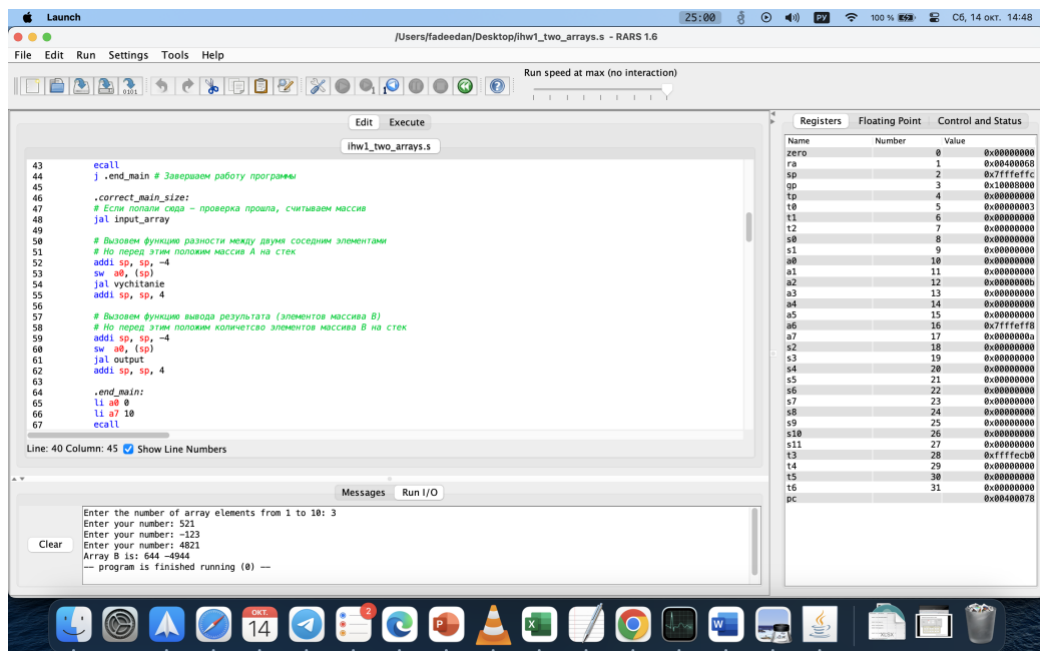 Launch 25:00 РУ 100 % Сб, 14 окт. 14:48
/Users/fadeedan/Desktop/ihw1_two_arrays.s - RARS 1.6
File Edit Run Settings Tools Help
Run speed at max (no interaction)
Edit Execute
ihw1_two_arrays.s
43 ecall
44 j .end_main # Завершаем работу программы
45
46 .correct_main_size:
47 # Если попали сюда – проверка прошла, считываем массив
48 jal input_array
49
50 # Вызовем функцию разности между двумя соседним элементами
51 # Но перед этим положим массив A на стек
52 addi sp, sp, -4
53 sw a0, (sp)
54 jal vychitanie
55 addi sp, sp, 4
56
57 # Вызовем функцию вывода результата (элементов массива B)
58 # Но перед этим положим количетсво элементов массива B на стек
59 addi sp, sp, -4
60 sw a0, (sp)
61 jal output
62 addi sp, sp, 4
63
64 .end_main:
65 li a0 0
66 li a7 10
67 ecall
Line: 40 Column: 45 Show Line Numbers
Messages Run I/O
Clear
Enter the number of array elements from 1 to 10: 3
Enter your number: 521
Enter your number: -123
Enter your number: 4821
Array B is: 644 -4944
-- program is finished running (0) --
Registers Floating Point Control and Status
Name Number Value
zero 0 0x00000000
ra 1 0x00400068
sp 2 0x7fffeffc
gp 3 0x10008000
tp 4 0x00000000
t0 5 0x00000003
t1 6 0x00000000
t2 7 0x00000000
s0 8 0x00000000
s1 9 0x00000000
a0 10 0x00000000
a1 11 0x00000000
a2 12 0x0000000b
a3 13 0x00000000
a4 14 0x00000000
a5 15 0x00000000
a6 16 0x7fffeff8
a7 17 0x0000000a
s2 18 0x00000000
s3 19 0x00000000
s4 20 0x00000000
s5 21 0x00000000
s6 22 0x00000000
s7 23 0x00000000
s8 24 0x00000000
s9 25 0x00000000
s10 26 0x00000000
s11 27 0x00000000
t3 28 0xffffecb0
t4 29 0x00000000
t5 30 0x00000000
t6 31 0x00000000
pc 0x00400078
ОКТ.
14
2
P
X
W